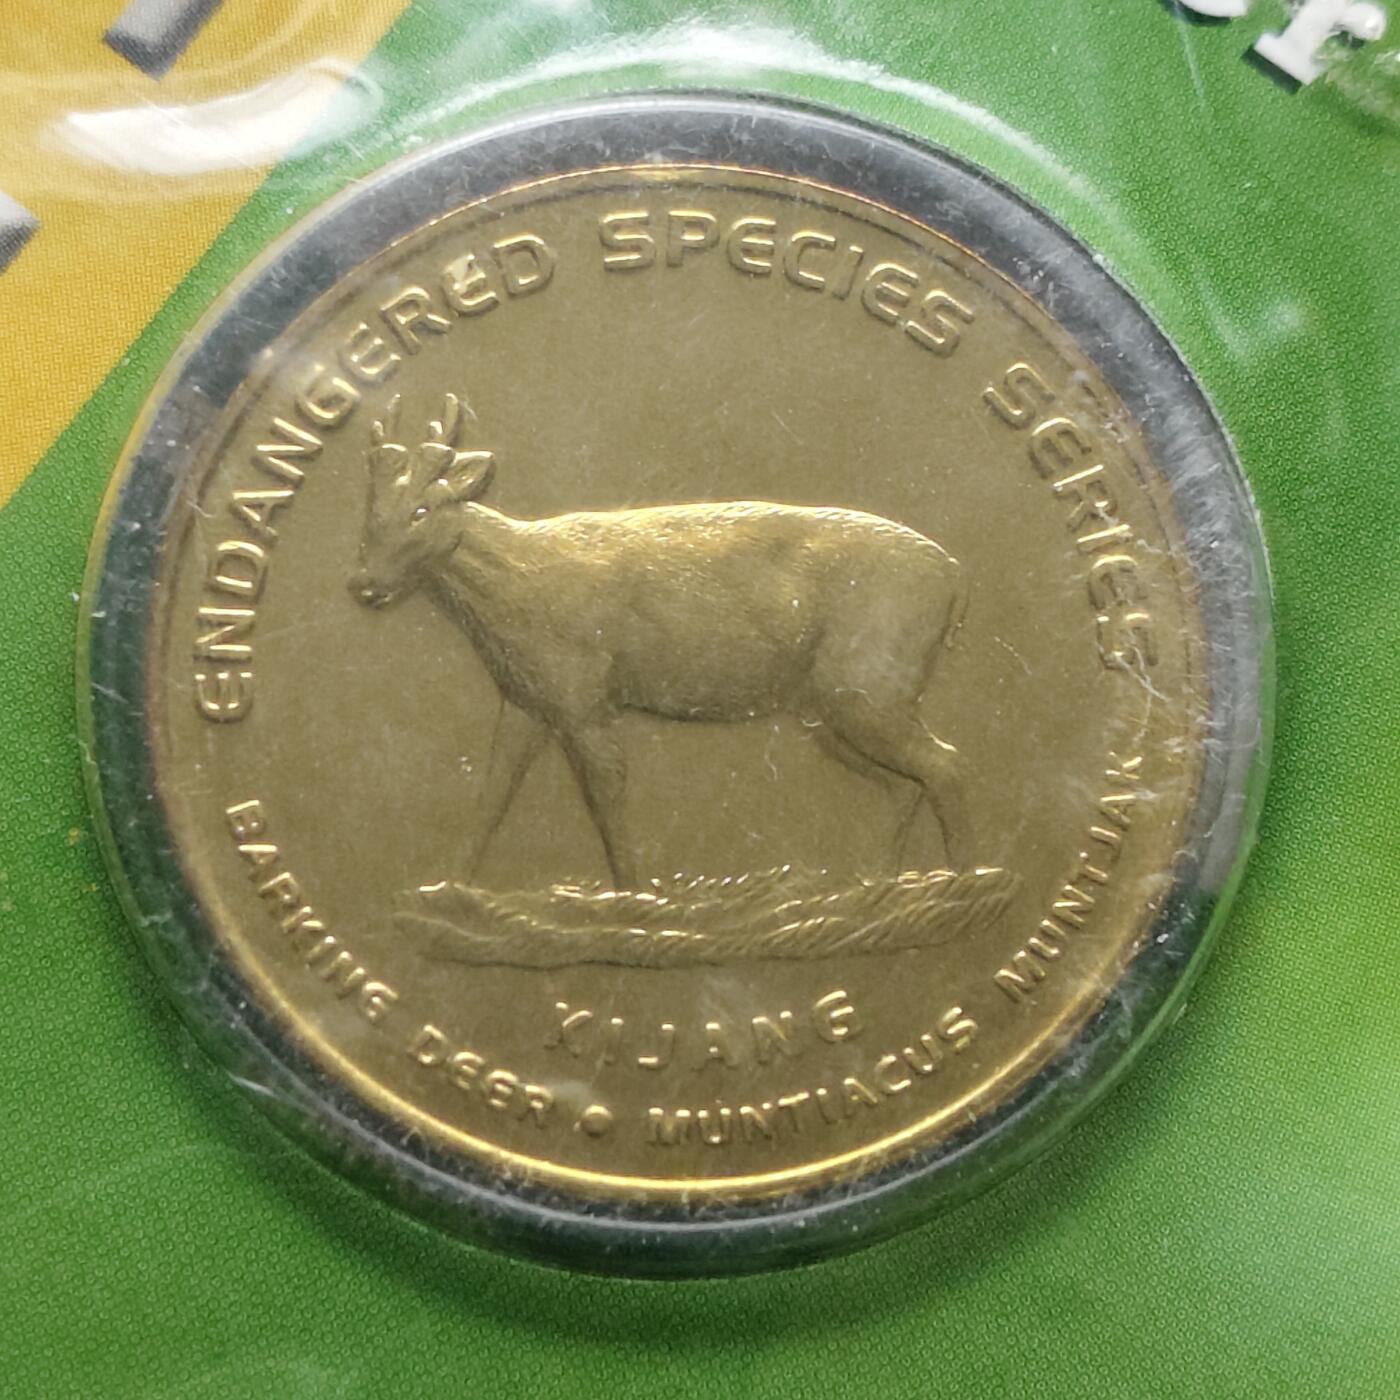 ENDANGERED SPECIES SERIES
KIJANG
BARKING DEER • MUNTIACUS MUNTJAK